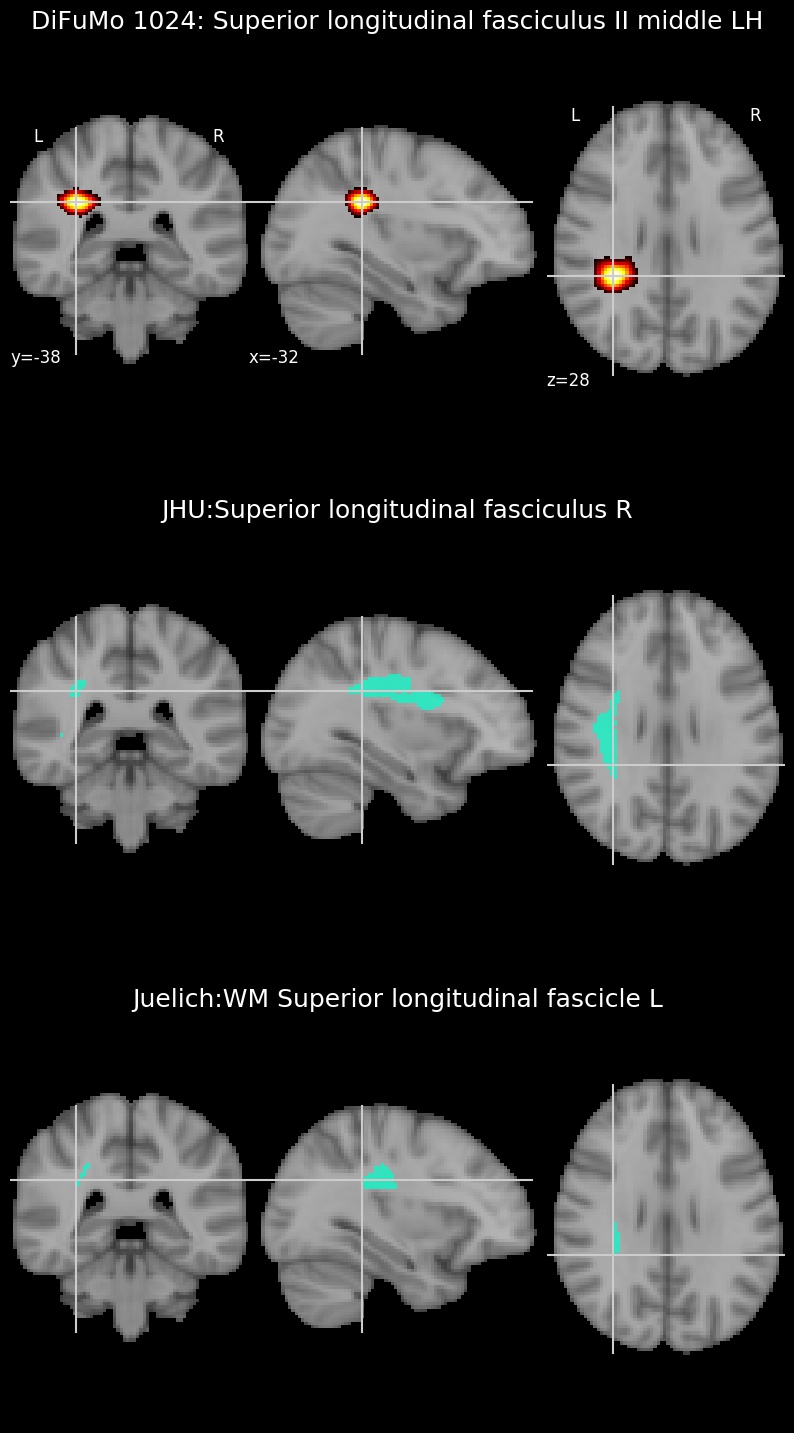 DiFuMo 1024: Superior longitudinal fasciculus II middle LH
L R L R
y=-38 x=-32 z=28
JHU:Superior longitudinal fasciculus R
Juelich:WM Superior longitudinal fascicle L